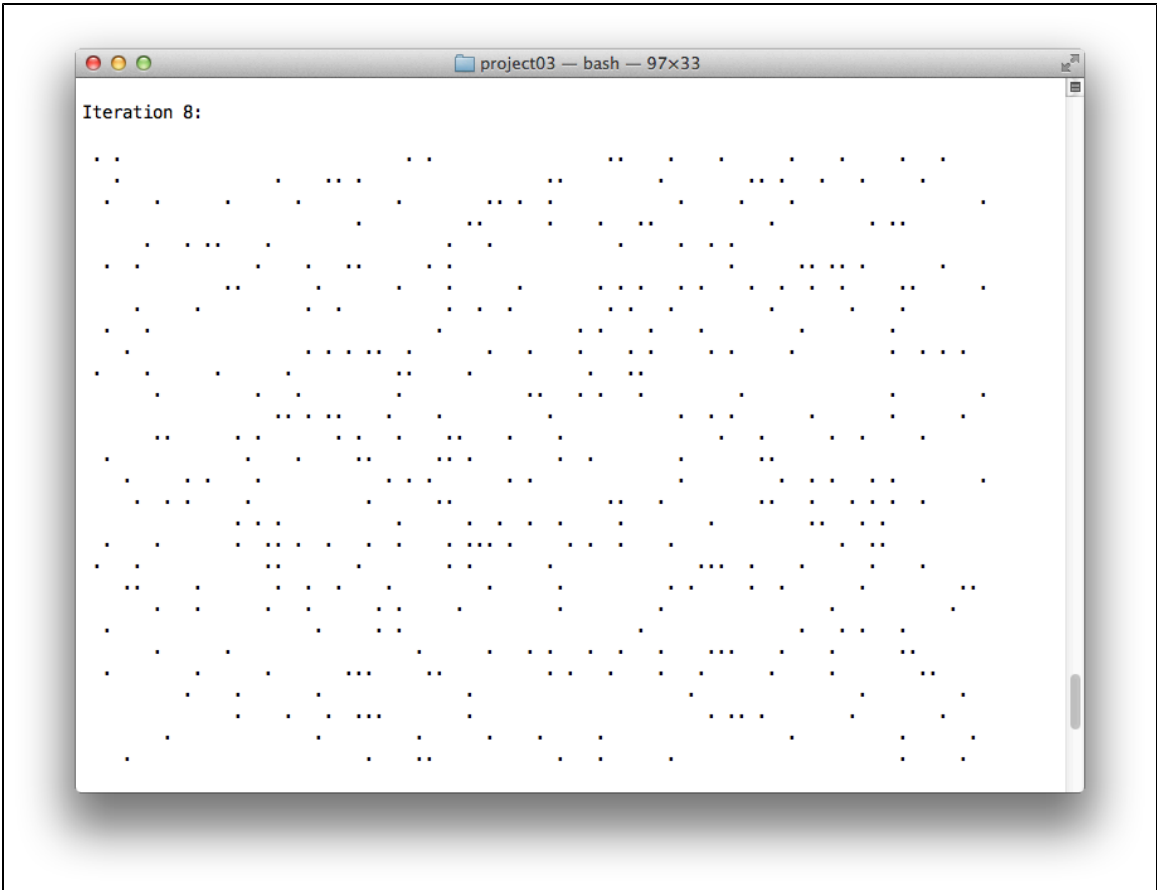 project03 — bash — 97×33
Iteration 8: